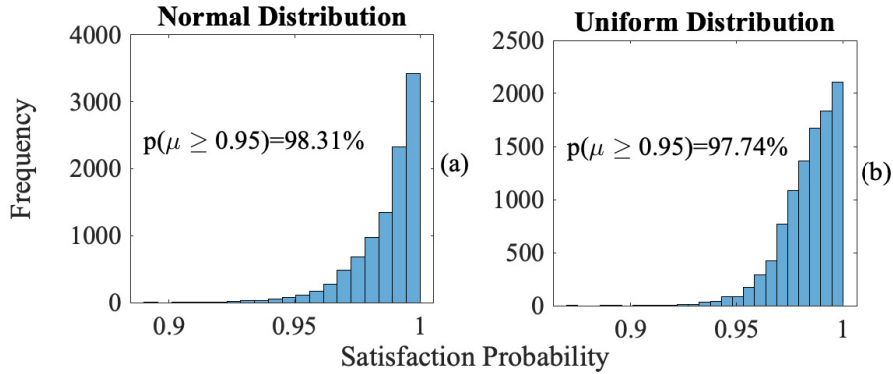 Normal Distribution
4000
3000
2000
1000
0
0.9
0.95
1
p(μ ≥ 0.95)=98.31%
(a)
Frequency
Uniform Distribution
2500
2000
1500
1000
500
0
0.9
0.95
1
p(μ ≥ 0.95)=97.74%
(b)
Satisfaction Probability